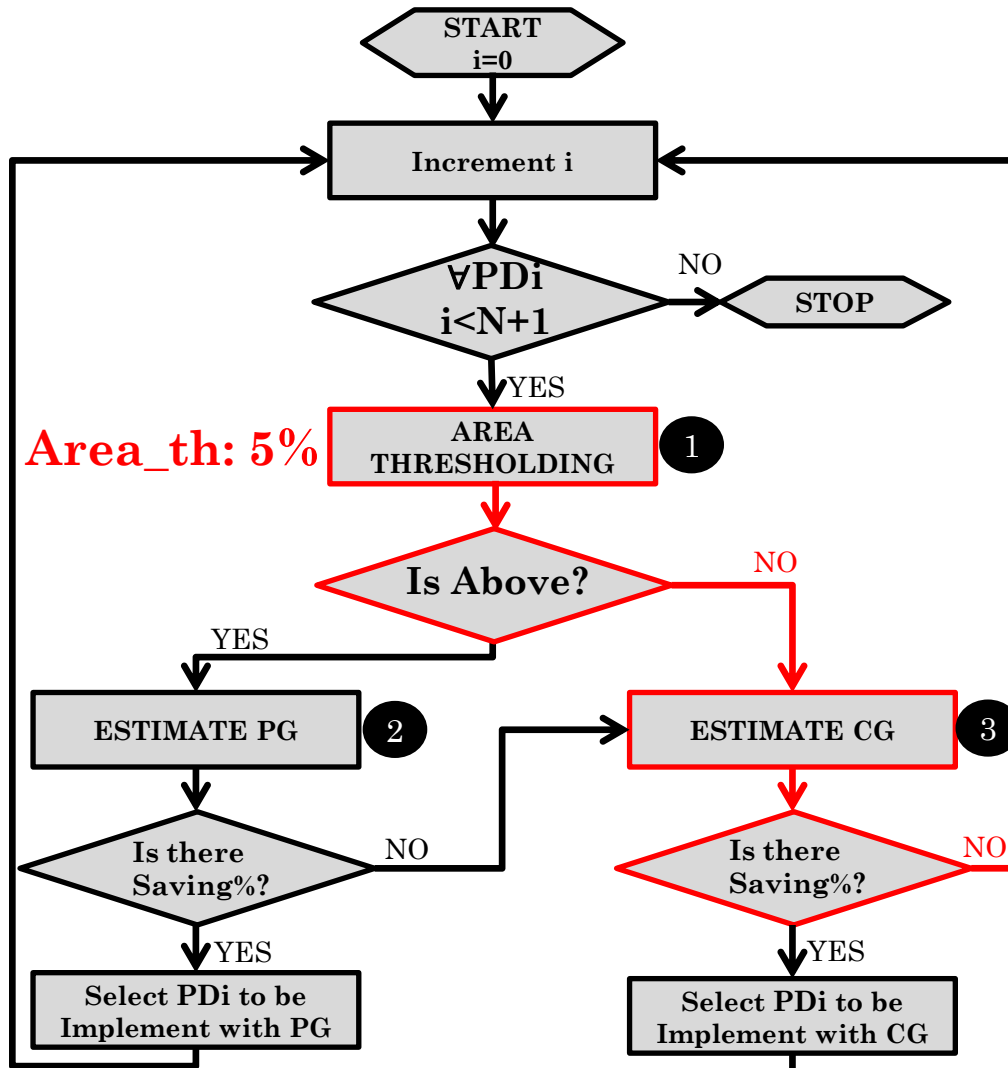 START
i=0
Increment i
∀PDi
i<N+1
NO
STOP
YES
Area_th: 5%
AREA
THRESHOLDING
1
Is Above?
NO
YES
ESTIMATE PG
2
ESTIMATE CG
3
Is there
Saving%?
NO
Is there
Saving%?
NO
YES
YES
Select PDi to be
Implement with PG
Select PDi to be
Implement with CG